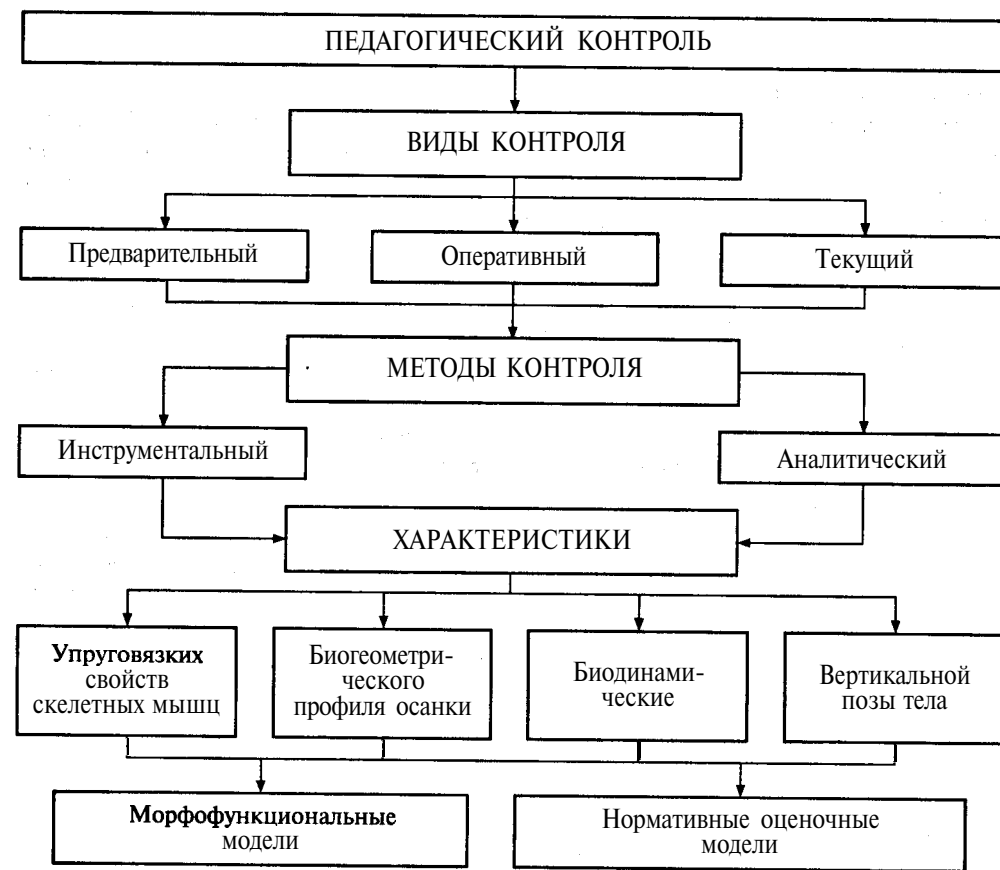 ПЕДАГОГИЧЕСКИЙ КОНТРОЛЬ
ВИДЫ КОНТРОЛЯ
Предварительный
Оперативный
Текущий
МЕТОДЫ КОНТРОЛЯ
Инструментальный
Аналитический
ХАРАКТЕРИСТИКИ
Упруговязких
свойств
скелетных мышц
Биогеометри-
ческого
профиля осанки
Биодинами-
ческие
Вертикальной
позы тела
Морфофункциональные
модели
Нормативные оценочные
модели